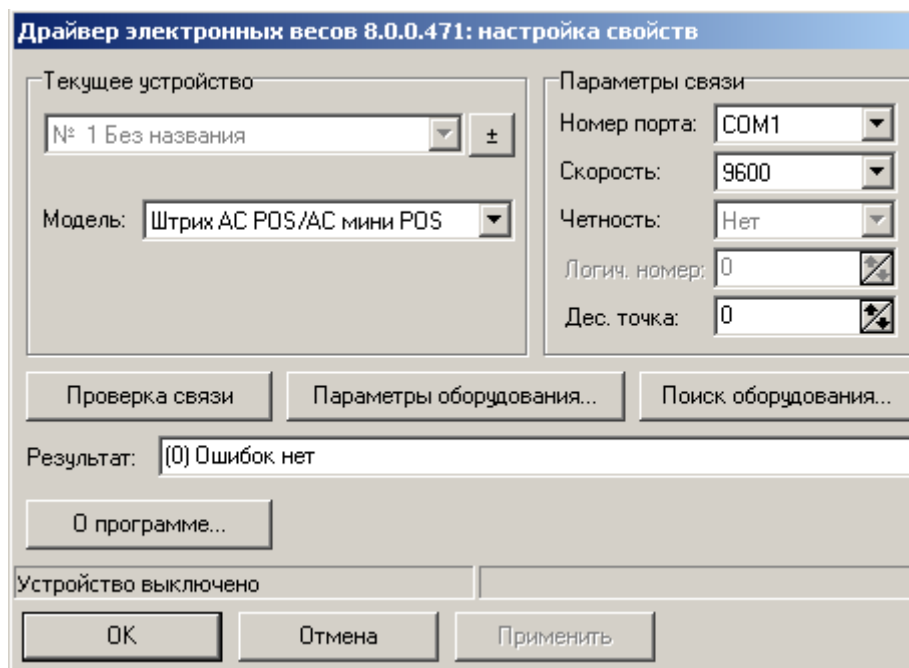 Драйвер электронных весов 8.0.0.471: настройка свойств
Текущее устройство
№ 1 Без названия
±
Модель:
Штрих АС POS/АС мини POS
Параметры связи
Номер порта:
COM1
Скорость:
9600
Четность:
Нет
Логич. номер:
0
Дес. точка:
0
Проверка связи
Параметры оборудования...
Поиск оборудования...
Результат:
(0) Ошибок нет
О программе...
Устройство выключено
OK
Отмена
Применить